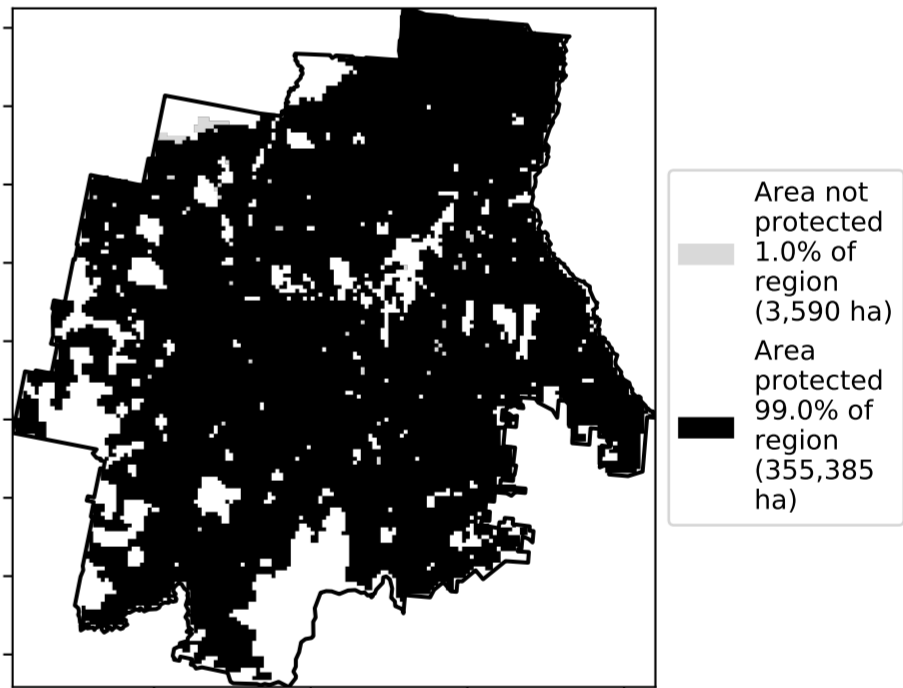 Area not
protected
1.0% of
region
(3,590 ha)
Area
protected
99.0% of
region
(355,385
ha)